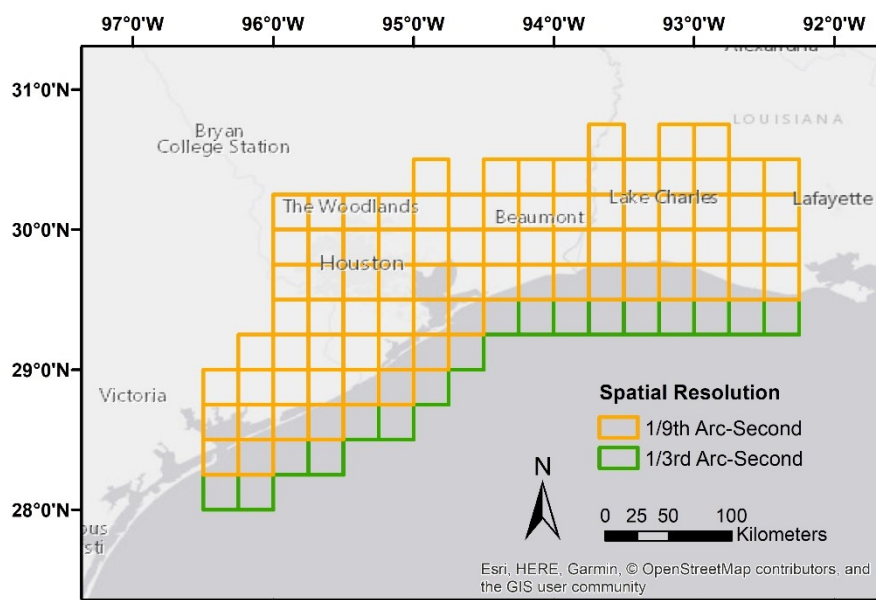 97°0'W 96°0'W 95°0'W 94°0'W 93°0'W 92°0'W
31°0'N
30°0'N
29°0'N
28°0'N
LOUISIANA
Bryan
College Station
The Woodlands
Lake Charles
Lafayette
Beaumont
Houston
Victoria
Spatial Resolution
1/9th Arc-Second
1/3rd Arc-Second
N
0 25 50 100
Kilometers
Esri, HERE, Garmin, © OpenStreetMap contributors, and
the GIS user community